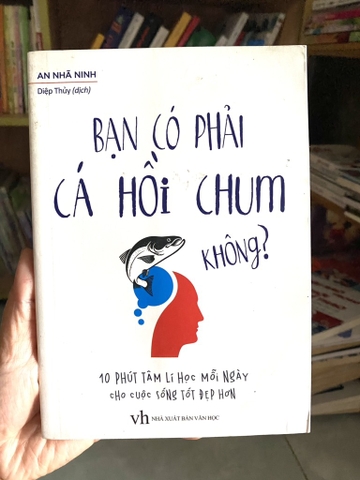 AN NHÃ NINH
Diệp Thúy (dịch)
BẠN CÓ PHẢI
CÁ HỒI CHUM
KHÔNG?
10 PHÚT TÂM LÍ HỌC MỖI NGÀY
CHO CUỘC SỐNG TỐT ĐẸP HƠN
vh NHÀ XUẤT BẢN VĂN HỌC